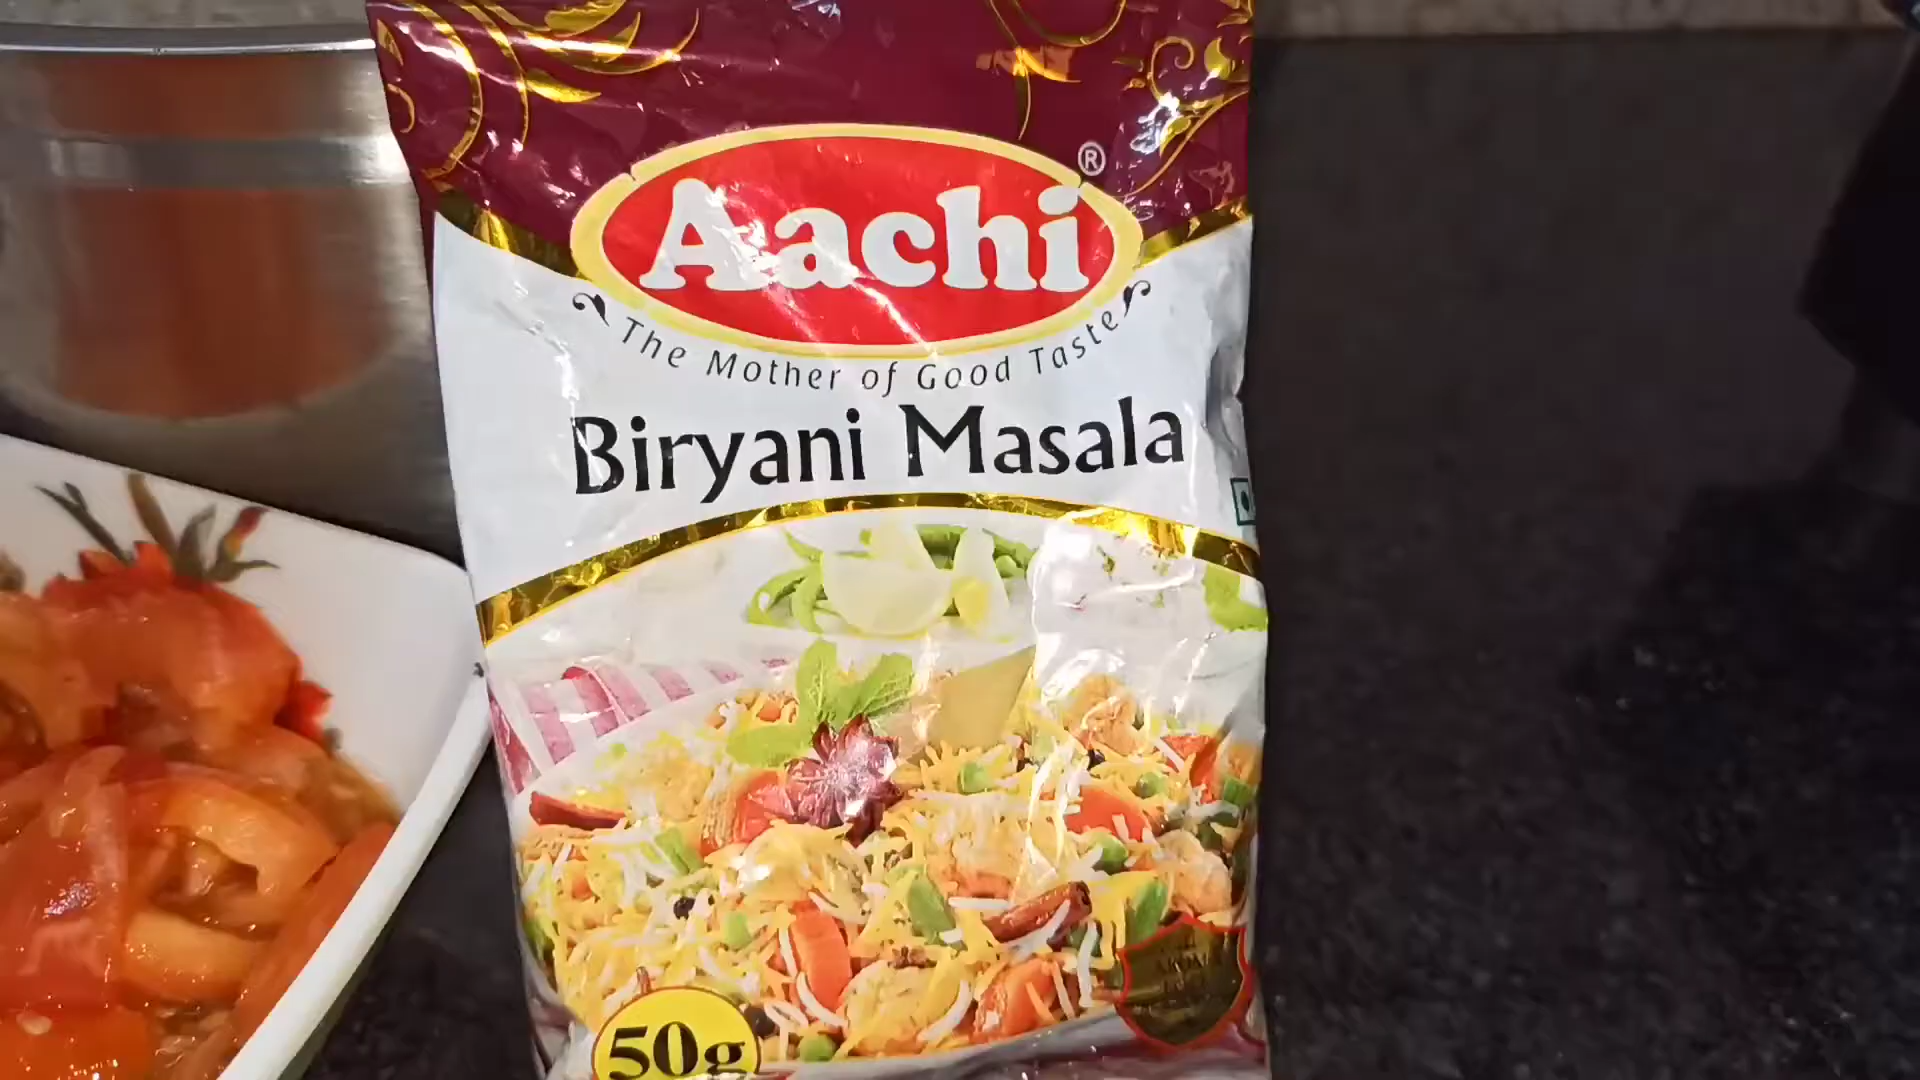 Aachi
®
The Mother of Good Taste
Biryani Masala
50g